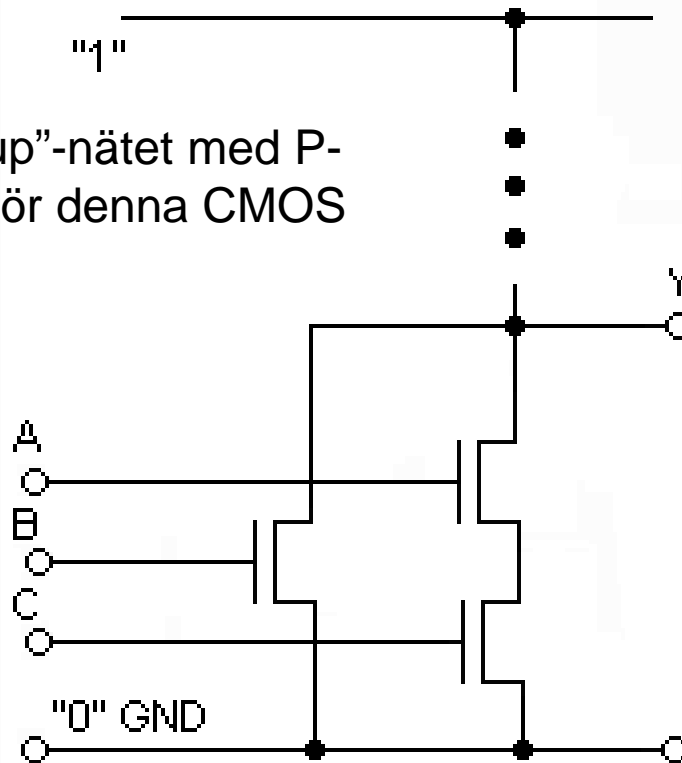 "1"
up”-nätet med P-
ör denna CMOS
Y
A
B
C
"0" GND